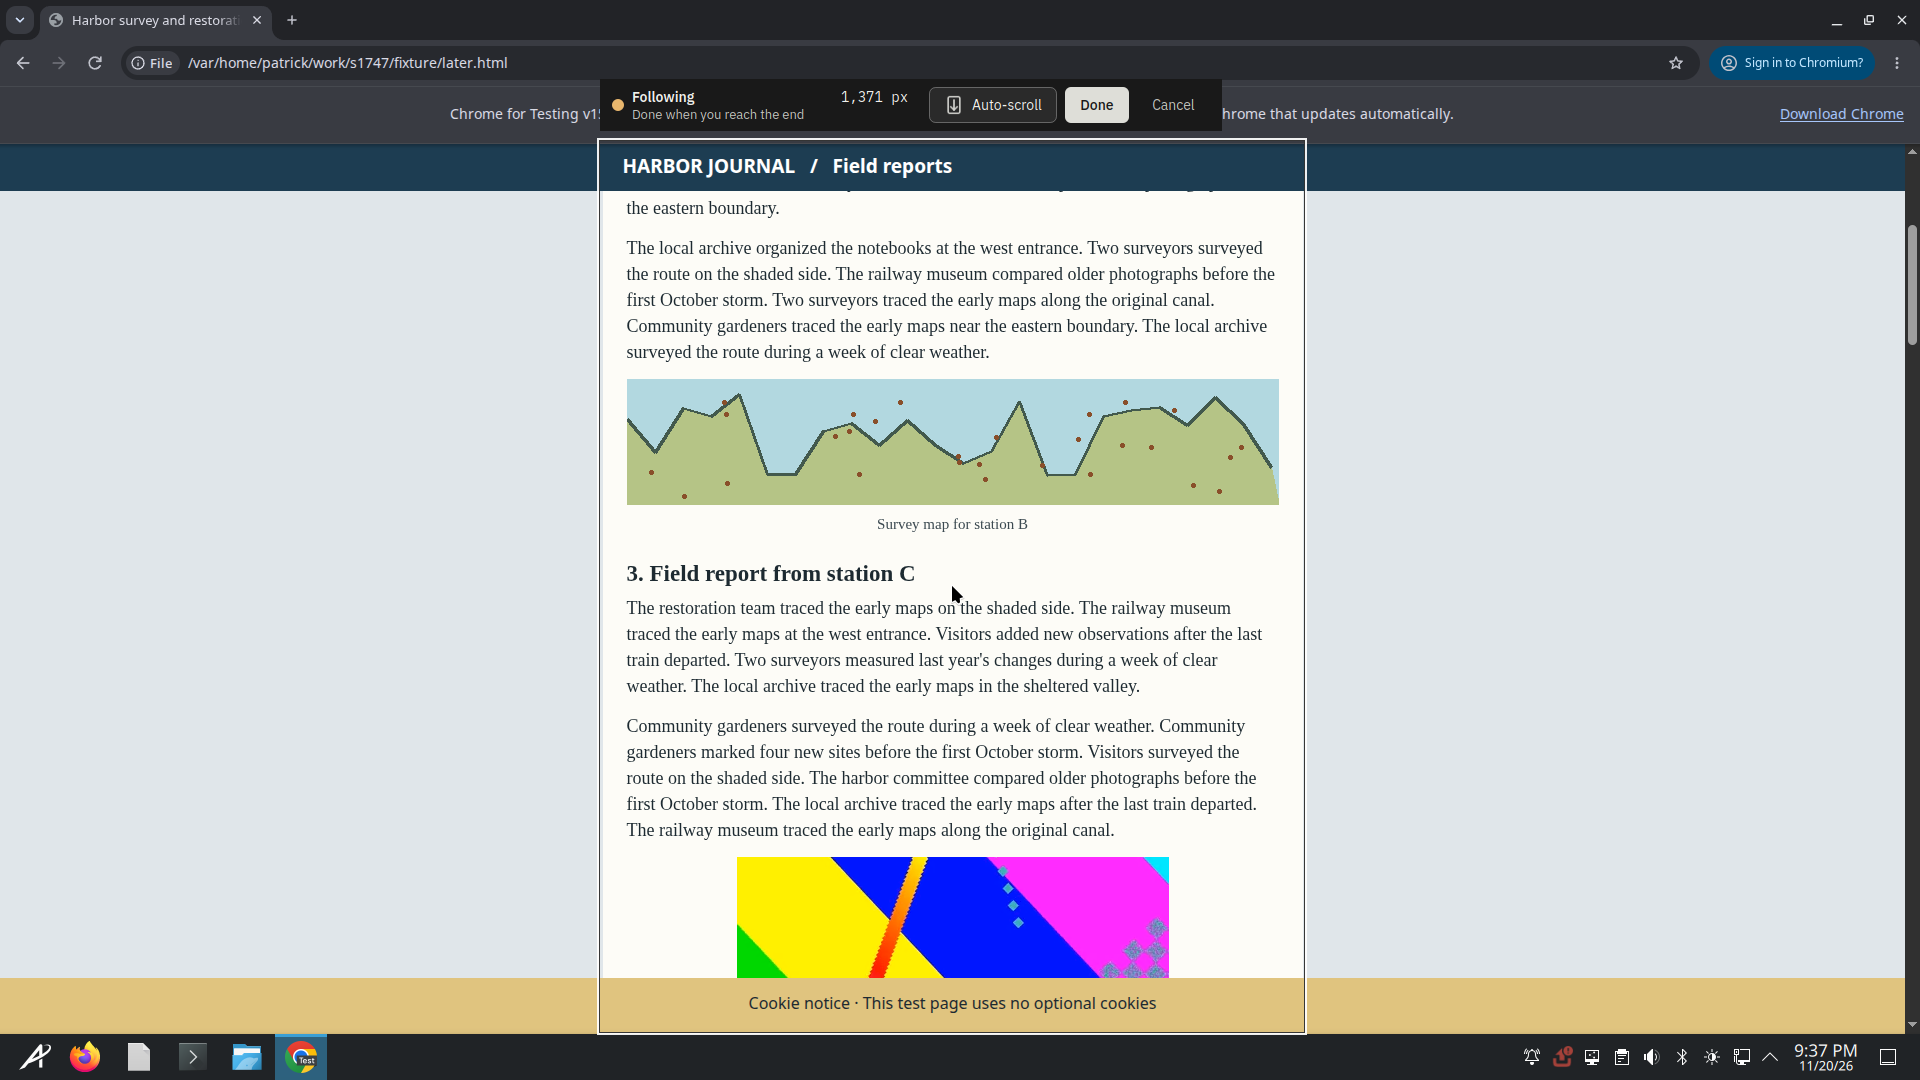 Harbor survey and restorat
File
/var/home/patrick/work/s1747/fixture/later.html
Sign in to Chromium?
Chrome for Testing v1
hrome that updates automatically.
Download Chrome
Following
Done when you reach the end
1,371 px
Auto-scroll
Done
Cancel
HARBOR JOURNAL / Field reports
the eastern boundary.
The local archive organized the notebooks at the west entrance. Two surveyors surveyed
the route on the shaded side. The railway museum compared older photographs before the
first October storm. Two surveyors traced the early maps along the original canal.
Community gardeners traced the early maps near the eastern boundary. The local archive
surveyed the route during a week of clear weather.
Survey map for station B
3. Field report from station C
The restoration team traced the early maps on the shaded side. The railway museum
traced the early maps at the west entrance. Visitors added new observations after the last
train departed. Two surveyors measured last year's changes during a week of clear
weather. The local archive traced the early maps in the sheltered valley.
Community gardeners surveyed the route during a week of clear weather. Community
gardeners marked four new sites before the first October storm. Visitors surveyed the
route on the shaded side. The harbor committee compared older photographs before the
first October storm. The local archive traced the early maps after the last train departed.
The railway museum traced the early maps along the original canal.
Cookie notice · This test page uses no optional cookies
Test
9:37 PM
11/20/26